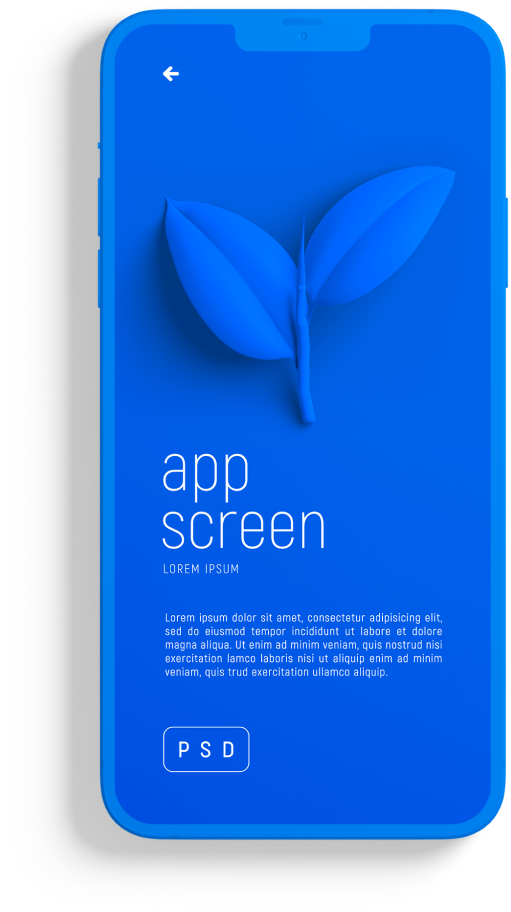 app
screen
LOREM IPSUM
Lorem ipsum dolor sit amet, consectetur adipisicing elit,
sed do eiusmod tempor incididunt ut labore et dolore
magna aliqua. Ut enim ad minim veniam, quis nostrud nisi
exercitation lamco laboris nisi ut aliquip enim ad minim
veniam, quis trud exercitation ullamco aliquip.
PSD